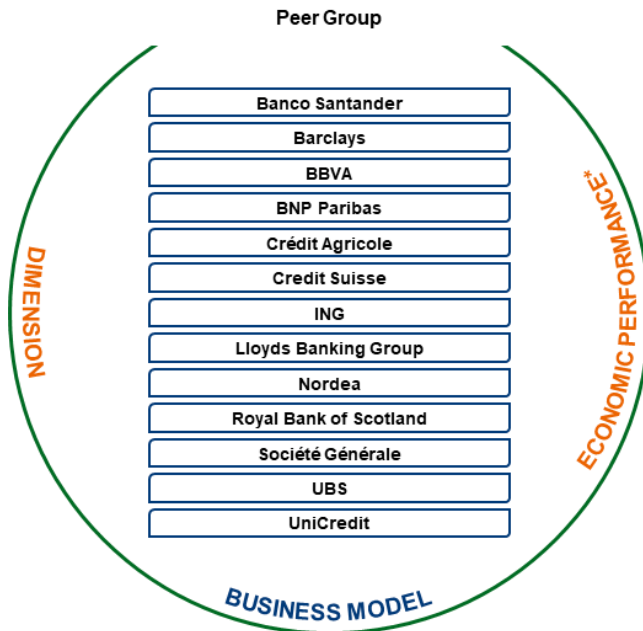 Peer Group
Banco Santander
Barclays
BBVA
BNP Paribas
Crédit Agricole
Credit Suisse
ING
Lloyds Banking Group
Nordea
Royal Bank of Scotland
Société Générale
UBS
UniCredit
DIMENSION
ECONOMIC PERFORMANCE*
BUSINESS MODEL